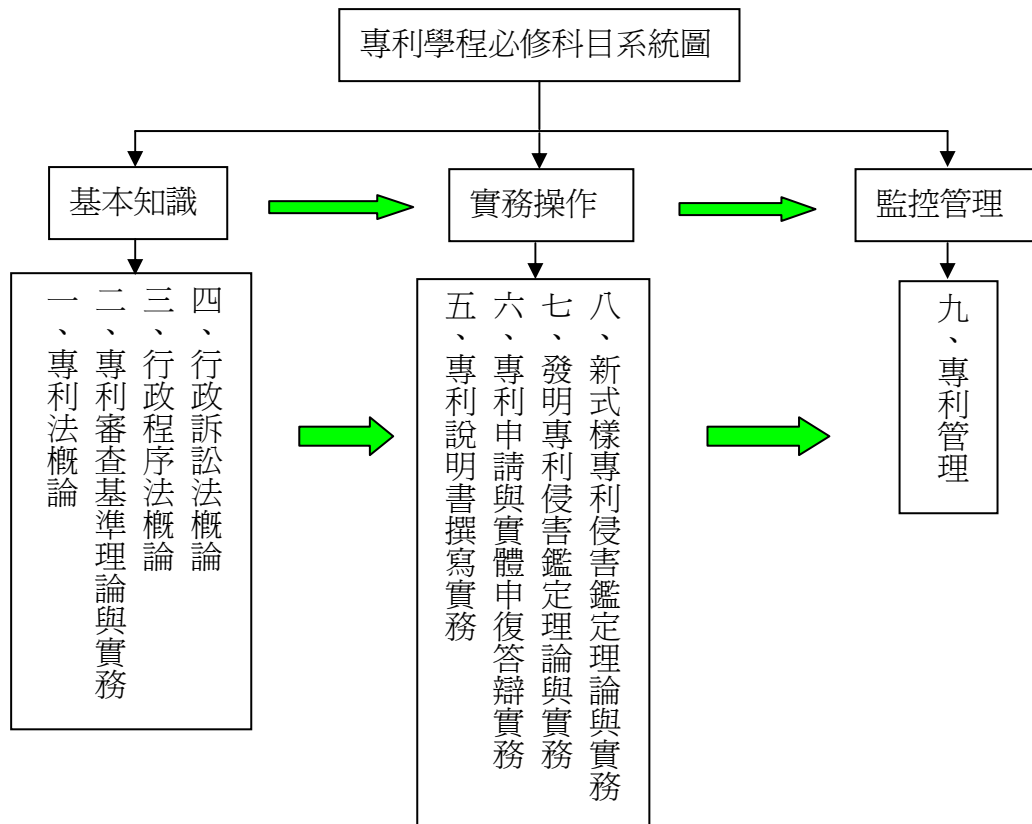 專利學程必修科目系統圖
基本知識
實務操作
監控管理
一、專利法概論
二、專利審查基準理論與實務
三、行政程序法概論
四、行政訴訟法概論
五、專利說明書撰寫實務
六、專利申請與實體申復答辯實務
七、發明專利侵害鑑定理論與實務
八、新式樣專利侵害鑑定理論與實務
九、專利管理